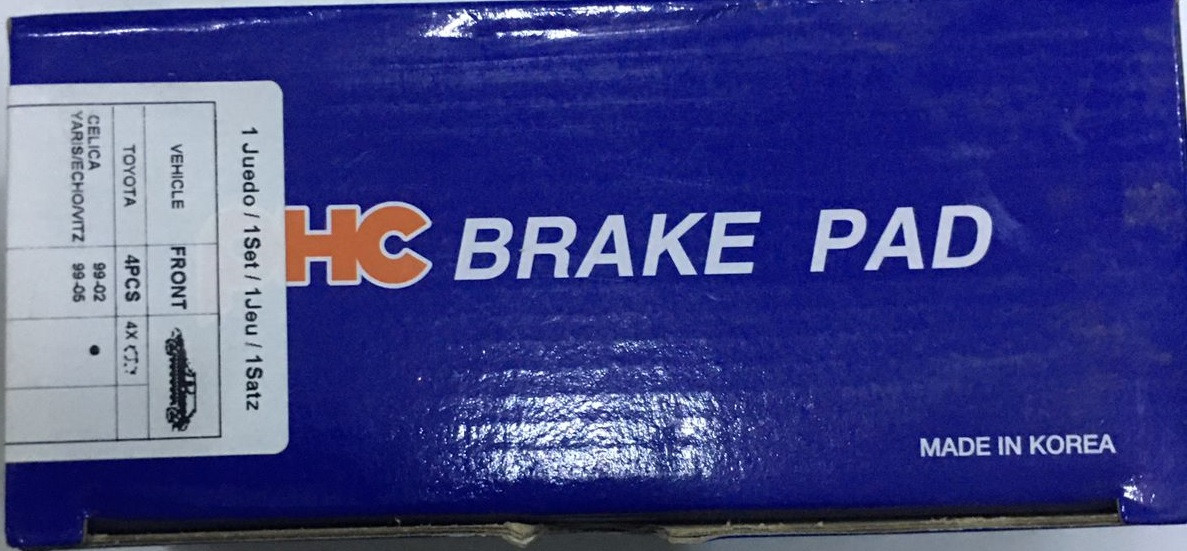 HC BRAKE PAD
MADE IN KOREA
1 Juedo / 1Set / 1Jeu / 1Satz
VEHICLE FRONT
TOYOTA 4PCS 4X
CELICA 99-02
YARIS/ECHO/VITZ 99-05